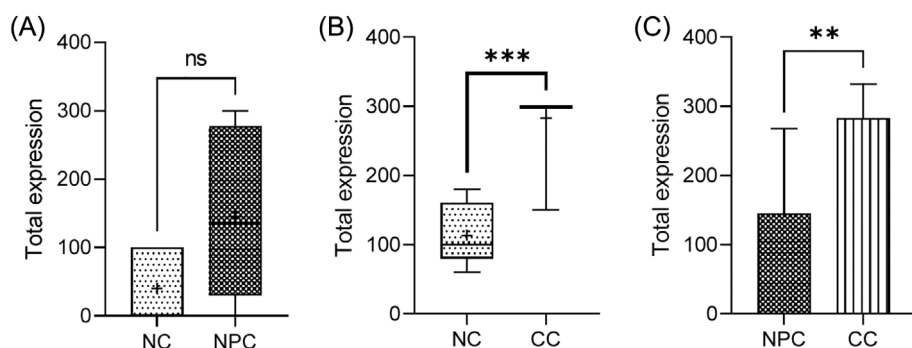 (A)
Total expression
400
300
200
100
0
ns
NC
NPC
(B)
Total expression
400
300
200
100
0
***
NC
CC
(C)
Total expression
400
300
200
100
0
**
NPC
CC